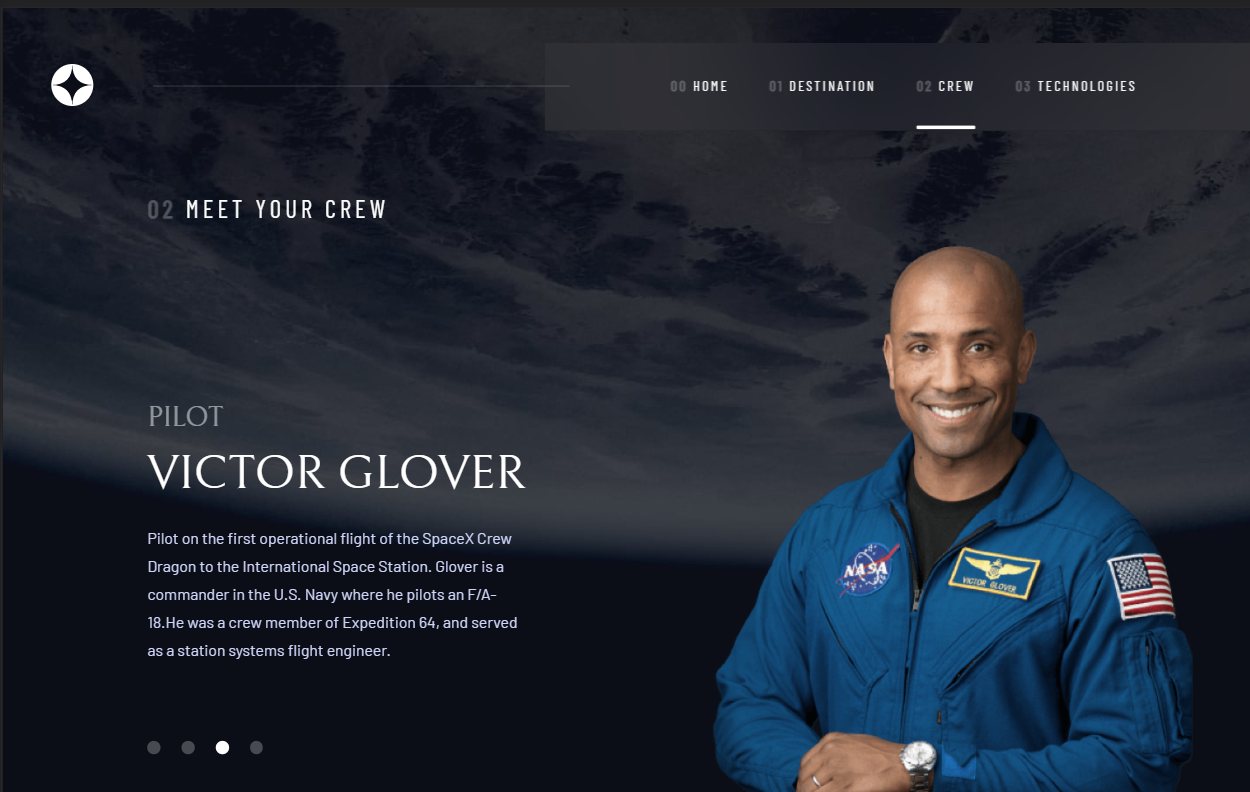 00 HOME 01 DESTINATION 02 CREW 03 TECHNOLOGIES
02 MEET YOUR CREW
PILOT
VICTOR GLOVER
Pilot on the first operational flight of the SpaceX Crew
Dragon to the International Space Station. Glover is a
commander in the U.S. Navy where he pilots an F/A-
18.He was a crew member of Expedition 64, and served
as a station systems flight engineer.
NASA
VICTOR GLOVER